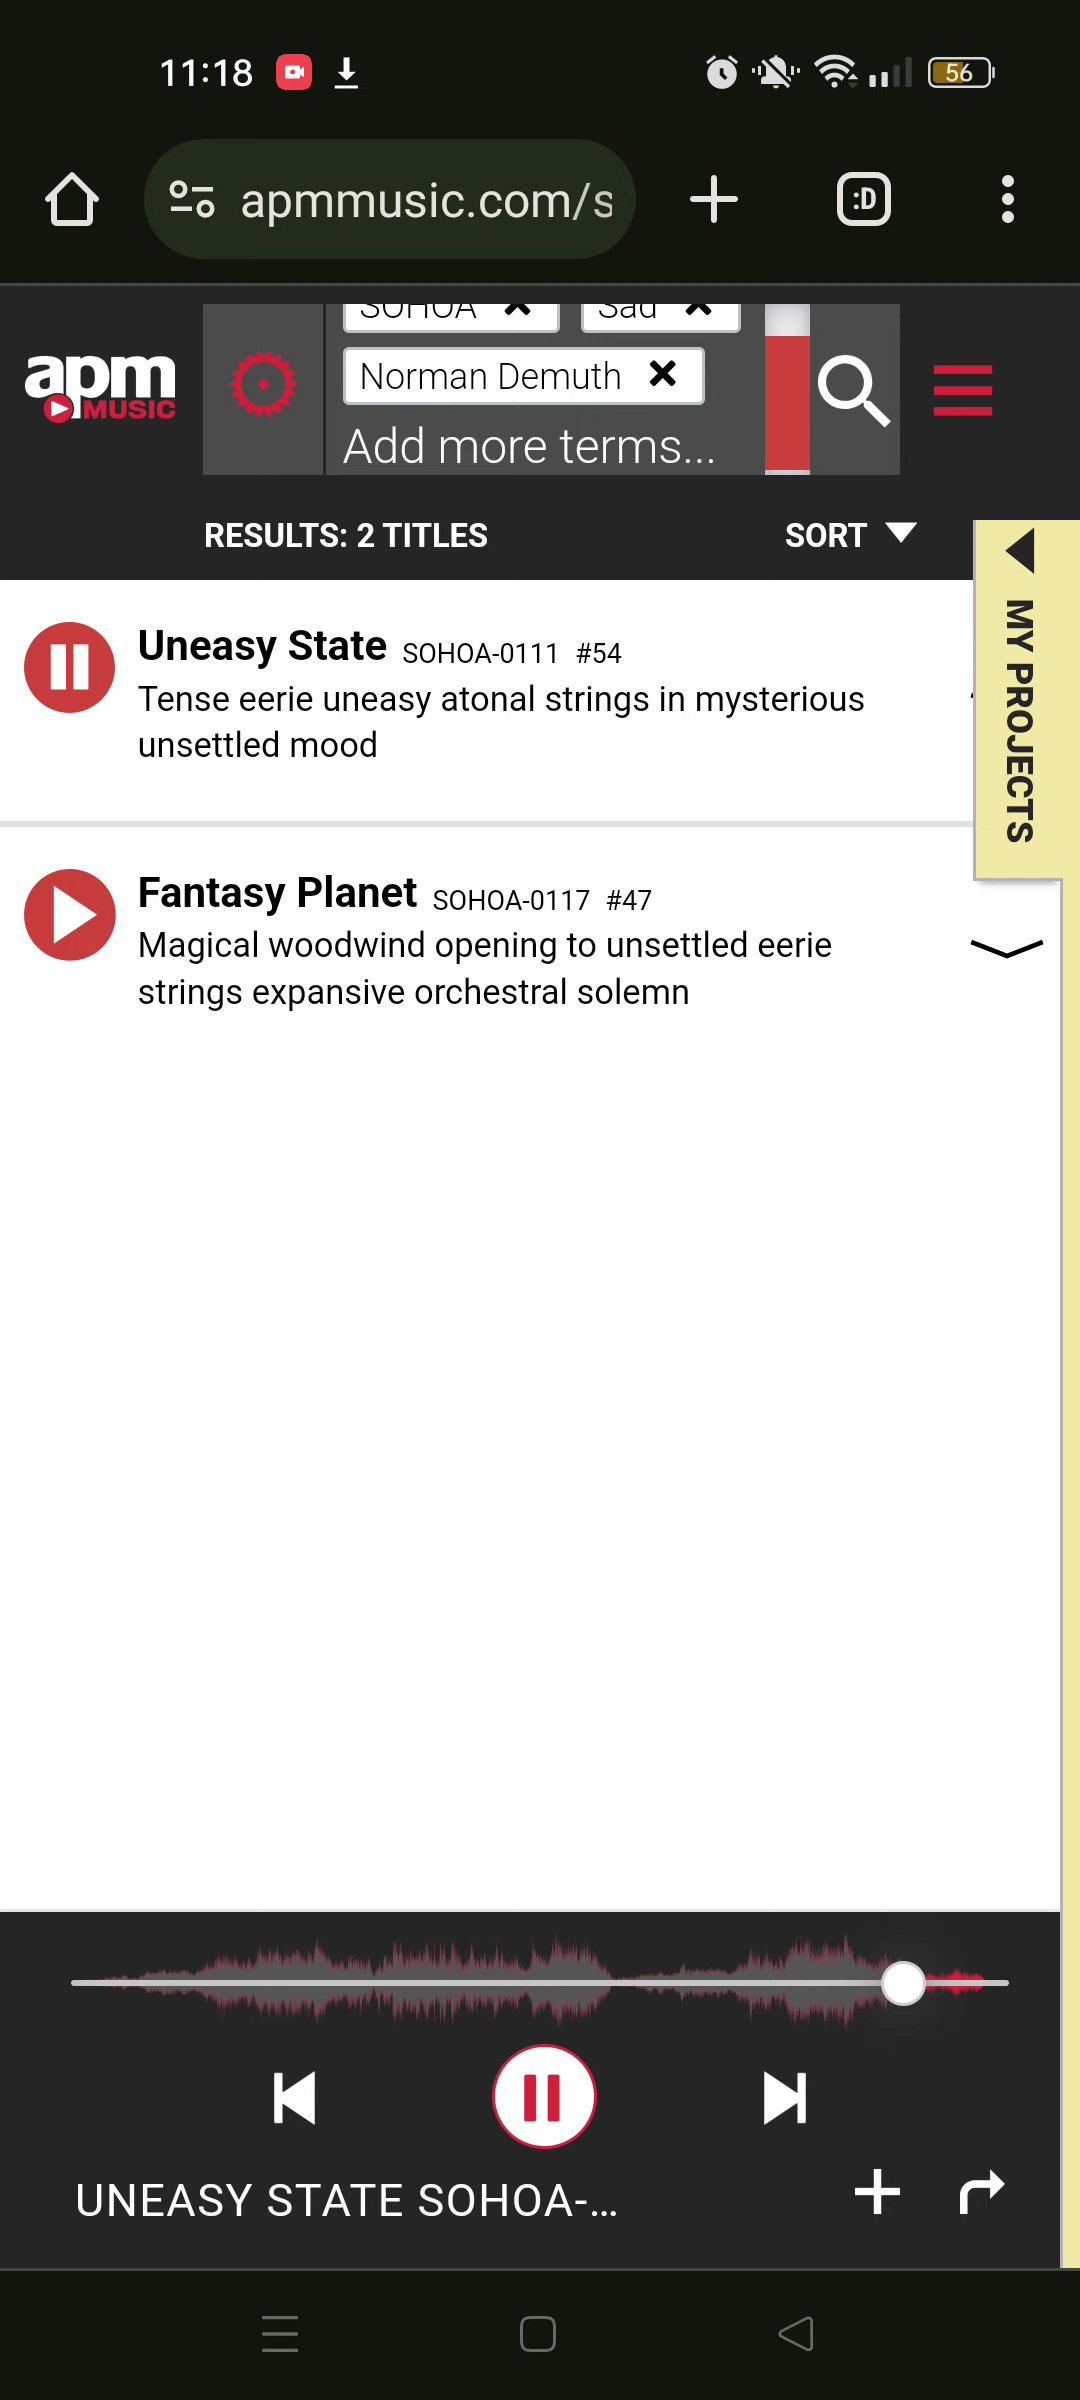 11:18
56
apmmusic.com/s
:D
apm
MUSIC
SOHOA
Sad
Norman Demuth
Add more terms...
RESULTS: 2 TITLES
SORT
MY PROJECTS
Uneasy State SOHOA-0111 #54
Tense eerie uneasy atonal strings in mysterious
unsettled mood
Fantasy Planet SOHOA-0117 #47
Magical woodwind opening to unsettled eerie
strings expansive orchestral solemn
UNEASY STATE SOHOA-...